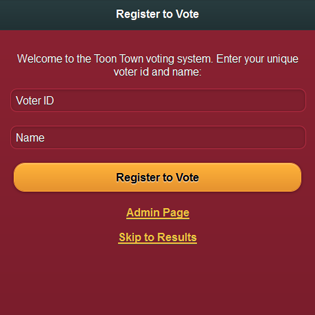 Register to Vote
Welcome to the Toon Town voting system. Enter your unique
voter id and name:
Voter ID
Name
Register to Vote
Admin Page
Skip to Results